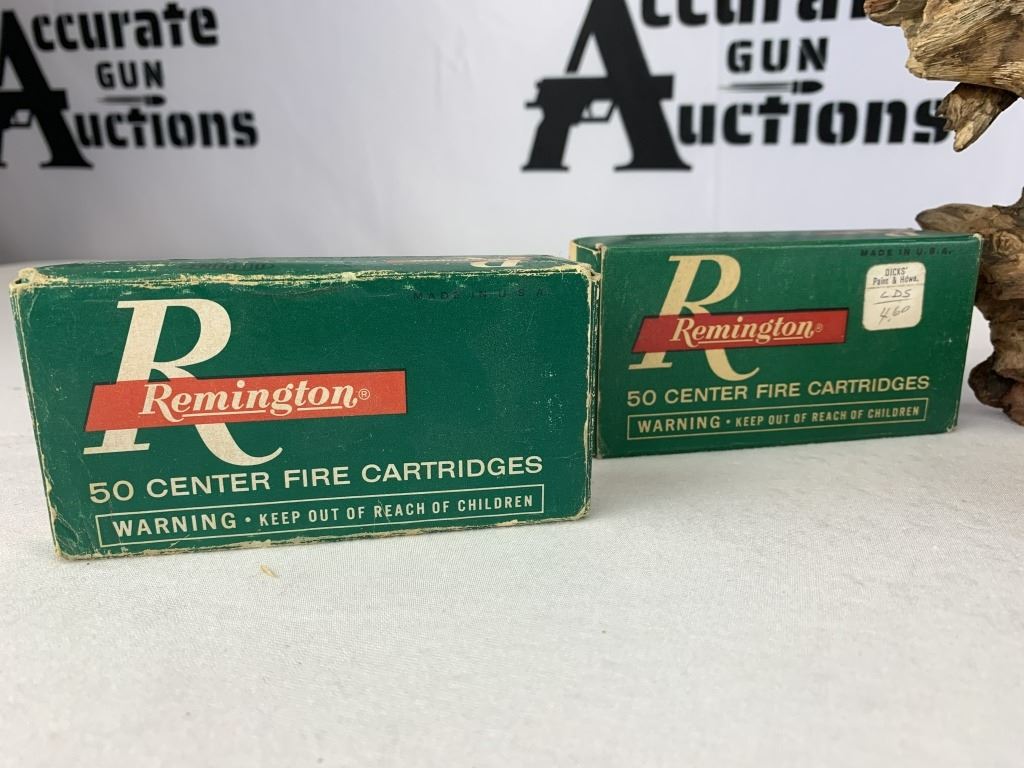 Accurate
GUN
Auctions
Accurate
GUN
Auctions
MADE IN U.S.A.
R
Remington®
50 CENTER FIRE CARTRIDGES
WARNING • KEEP OUT OF REACH OF CHILDREN
MADE IN U.S.A.
DICKS'
Paint & Hdwe.
CDS
4.60
R
Remington®
50 CENTER FIRE CARTRIDGES
WARNING • KEEP OUT OF REACH OF CHILDREN